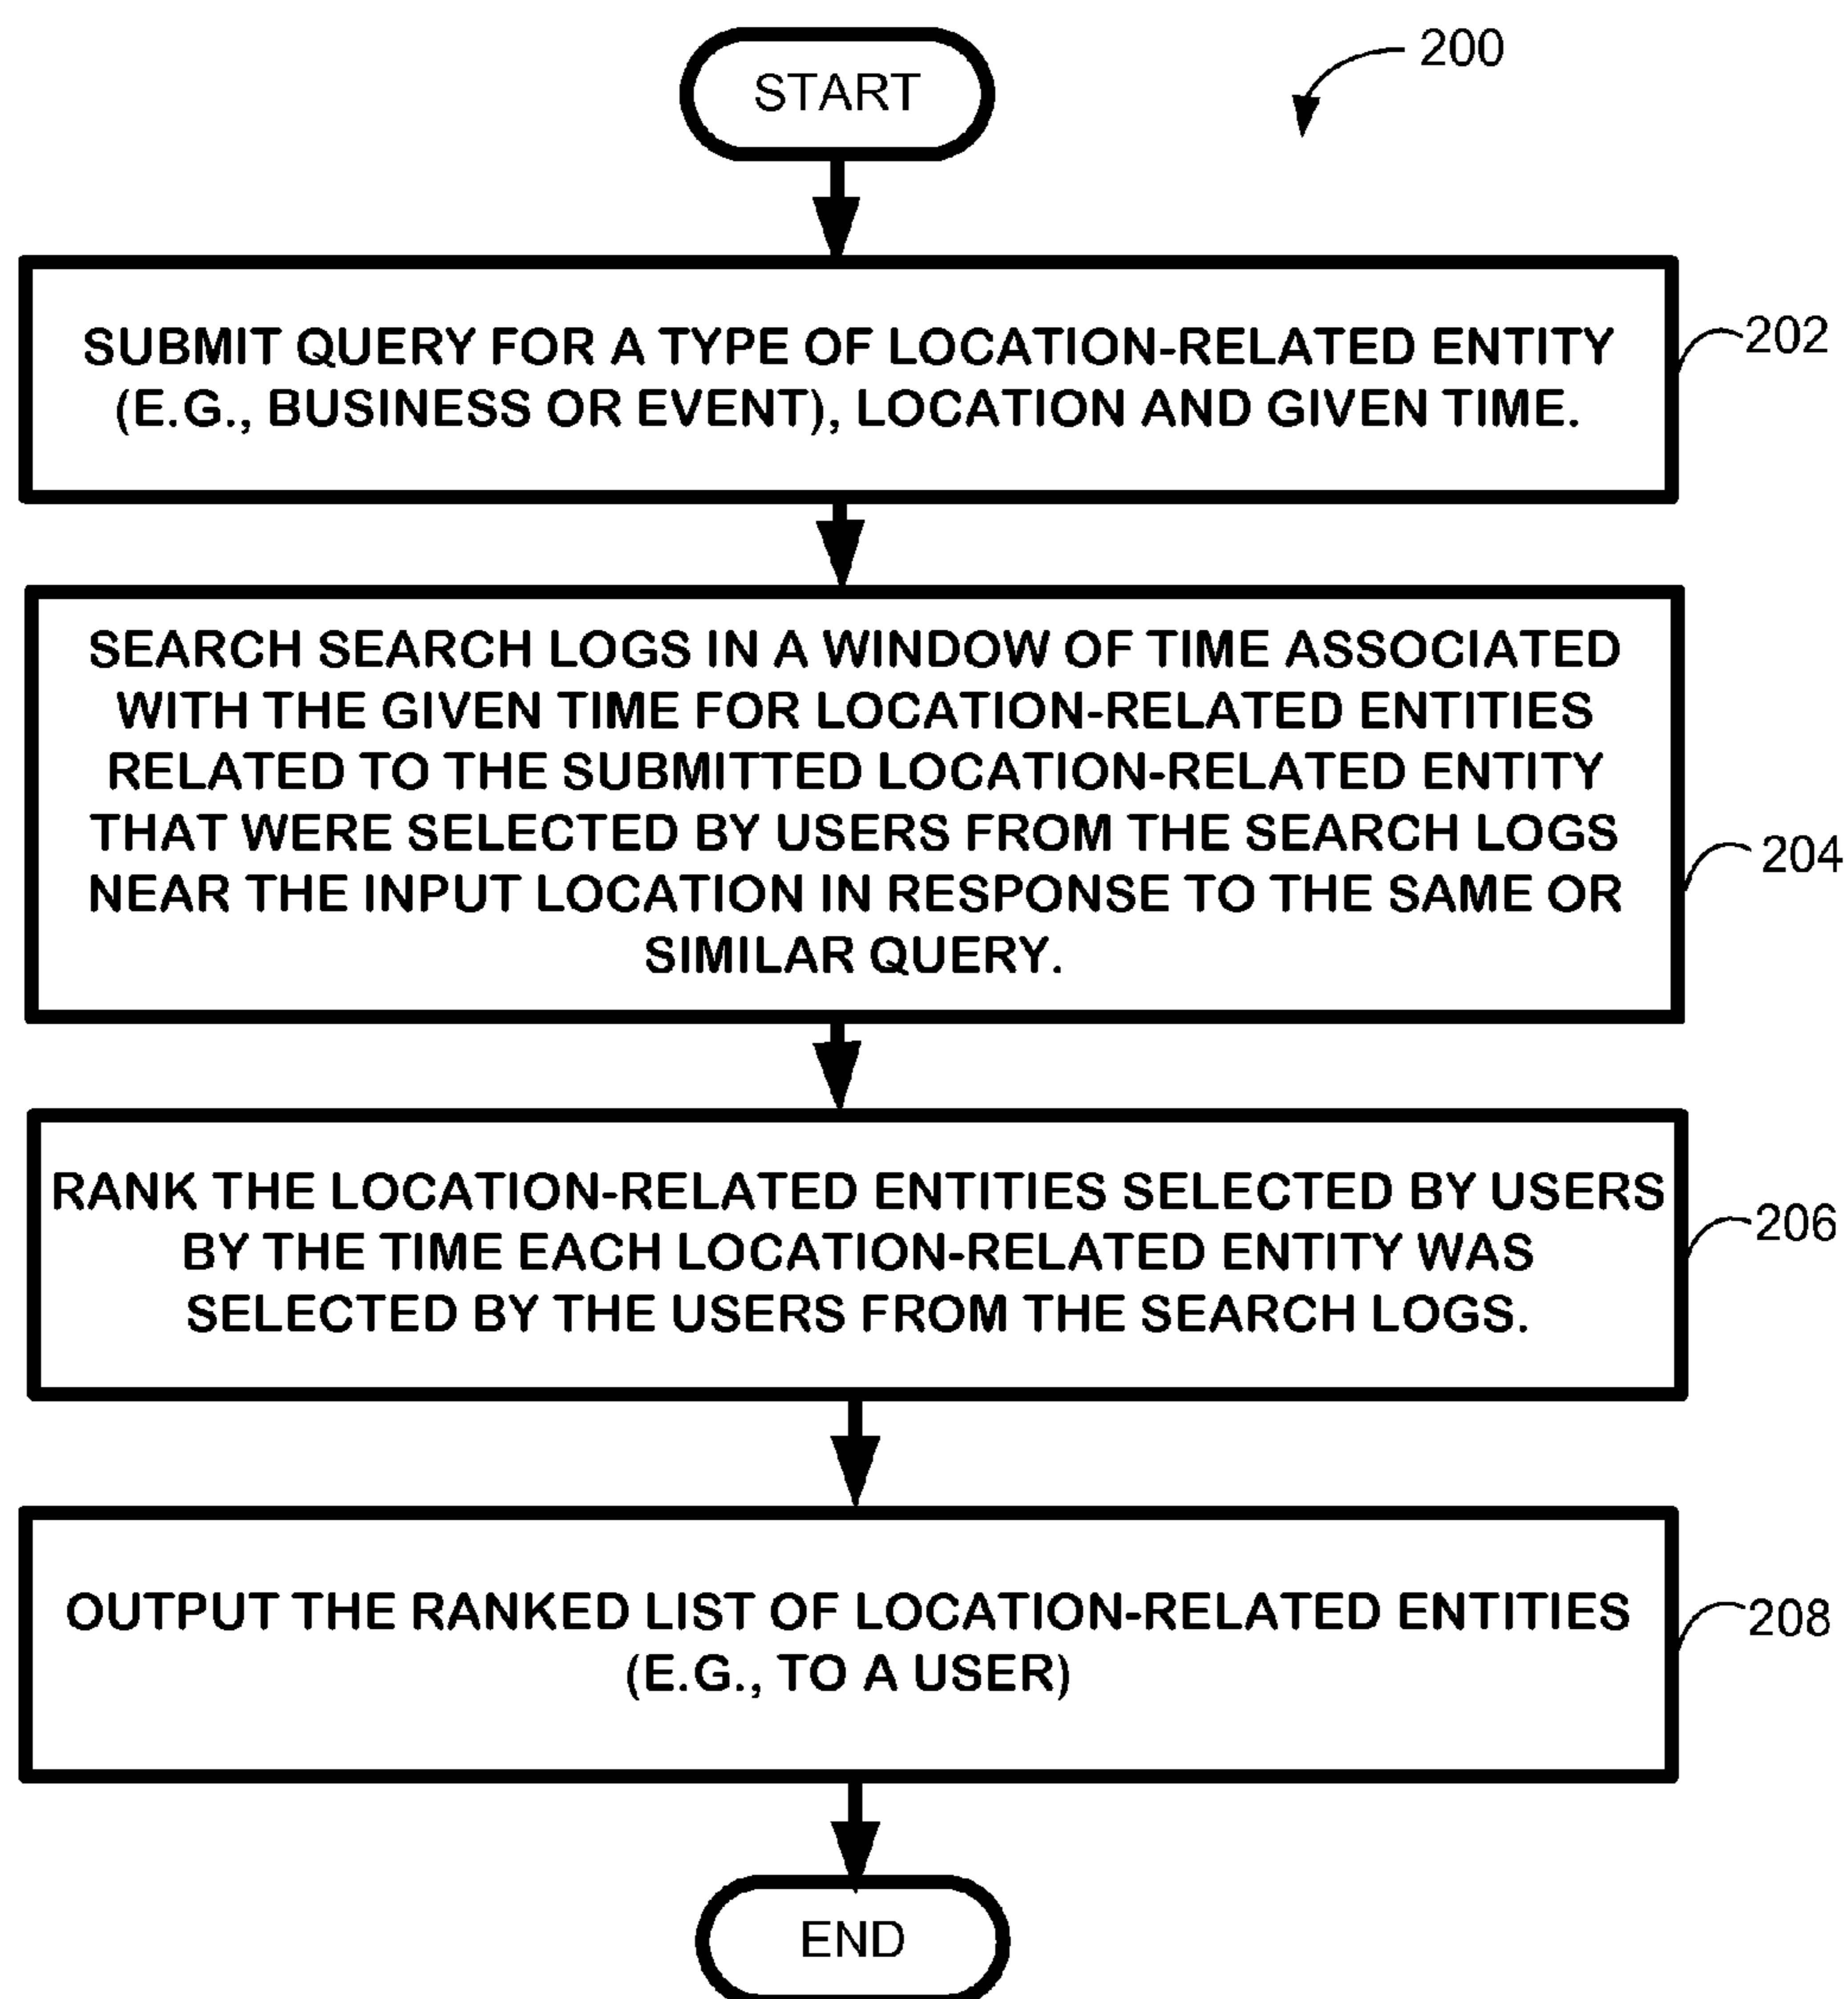 START
200
SUBMIT QUERY FOR A TYPE OF LOCATION-RELATED ENTITY
(E.G., BUSINESS OR EVENT), LOCATION AND GIVEN TIME.
202
SEARCH SEARCH LOGS IN A WINDOW OF TIME ASSOCIATED
WITH THE GIVEN TIME FOR LOCATION-RELATED ENTITIES
RELATED TO THE SUBMITTED LOCATION-RELATED ENTITY
THAT WERE SELECTED BY USERS FROM THE SEARCH LOGS
NEAR THE INPUT LOCATION IN RESPONSE TO THE SAME OR
SIMILAR QUERY.
204
RANK THE LOCATION-RELATED ENTITIES SELECTED BY USERS
BY THE TIME EACH LOCATION-RELATED ENTITY WAS
SELECTED BY THE USERS FROM THE SEARCH LOGS.
206
OUTPUT THE RANKED LIST OF LOCATION-RELATED ENTITIES
(E.G., TO A USER)
208
END